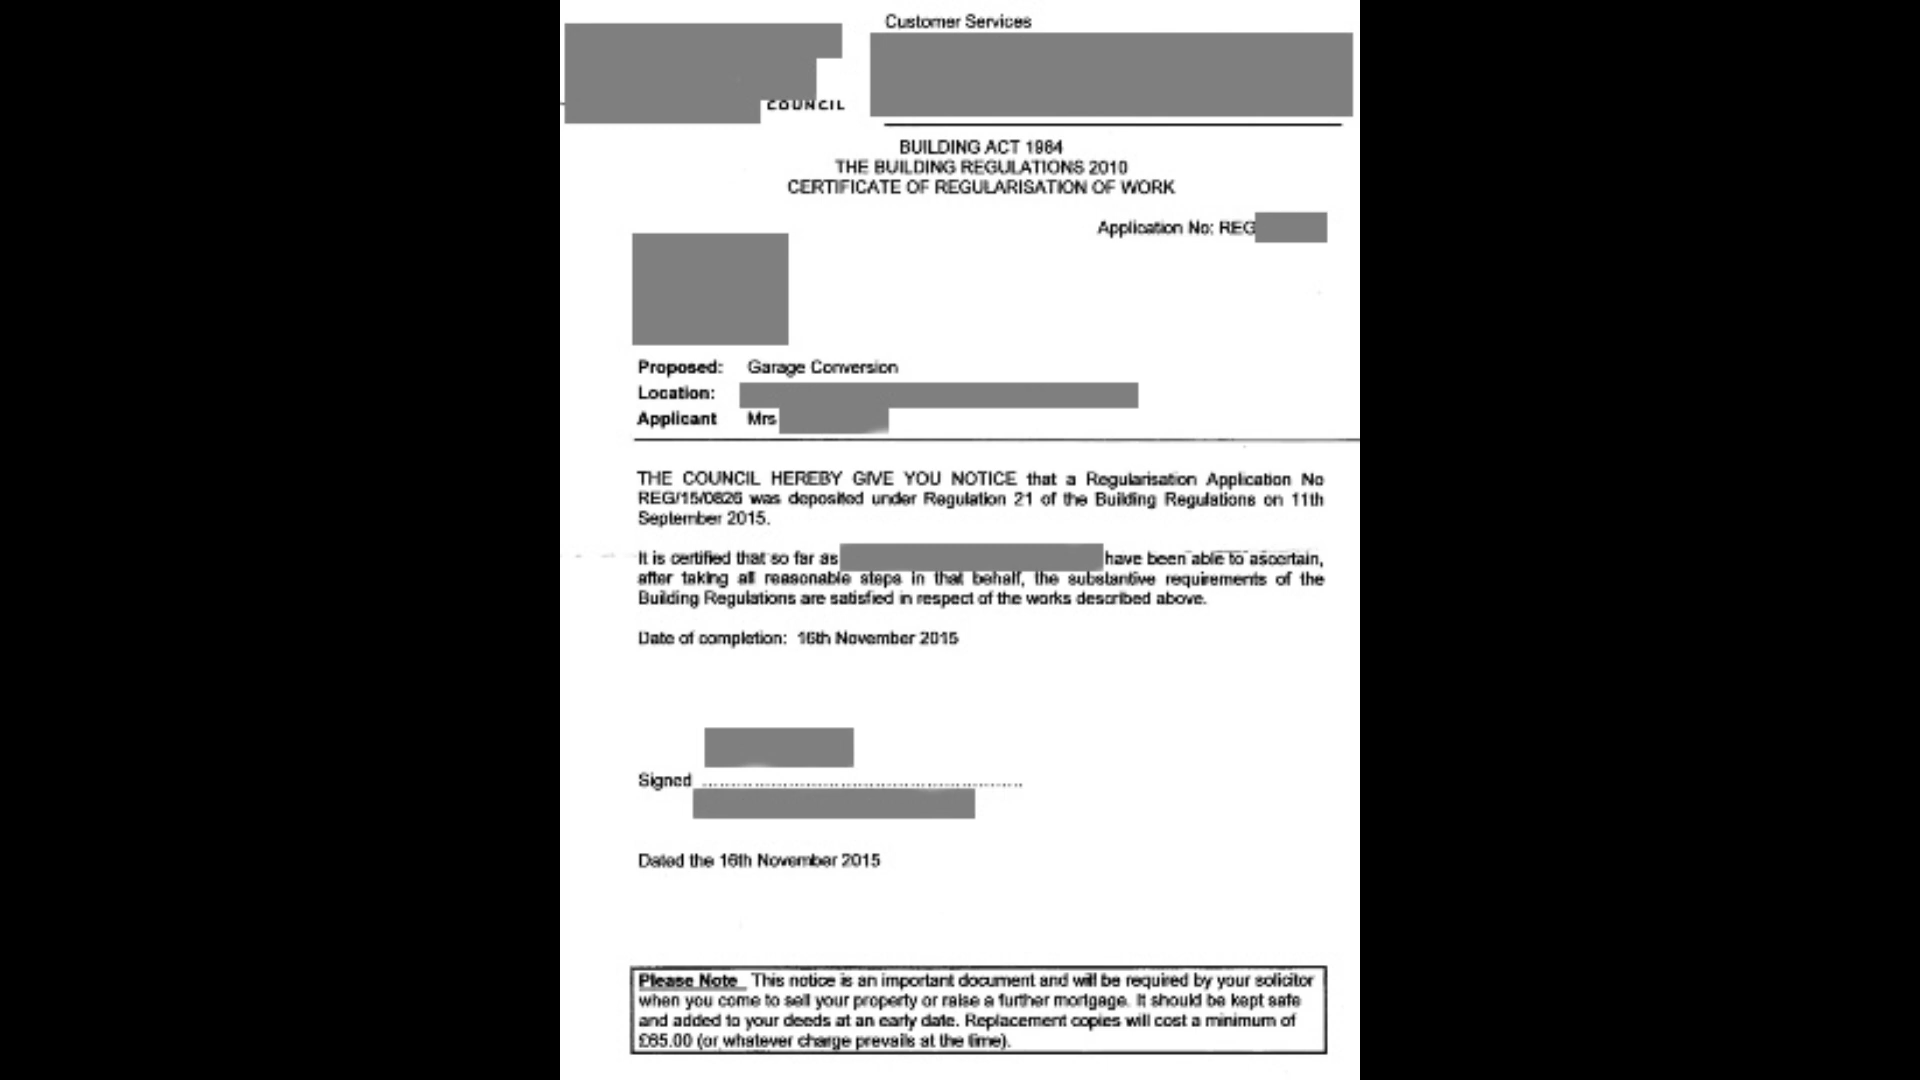 Customer Services
COUNCIL
BUILDING ACT 1984
THE BUILDING REGULATIONS 2010
CERTIFICATE OF REGULARISATION OF WORK
Application No: REG
Proposed: Garage Conversion
Location:
Applicant Mrs
THE COUNCIL HEREBY GIVE YOU NOTICE that a Regularisation Application No
REG/15/0826 was deposited under Regulation 21 of the Building Regulations on 11th
September 2015.
It is certified that so far as have been able to ascertain,
after taking all reasonable steps in that behalf, the substantive requirements of the
Building Regulations are satisfied in respect of the works described above.
Date of completion: 16th November 2015
Signed
Dated the 16th November 2015
Please Note This notice is an important document and will be required by your solicitor
when you come to sell your property or raise a further mortgage. It should be kept safe
and added to your deeds at an early date. Replacement copies will cost a minimum of
£65.00 (or whatever charge prevails at the time).